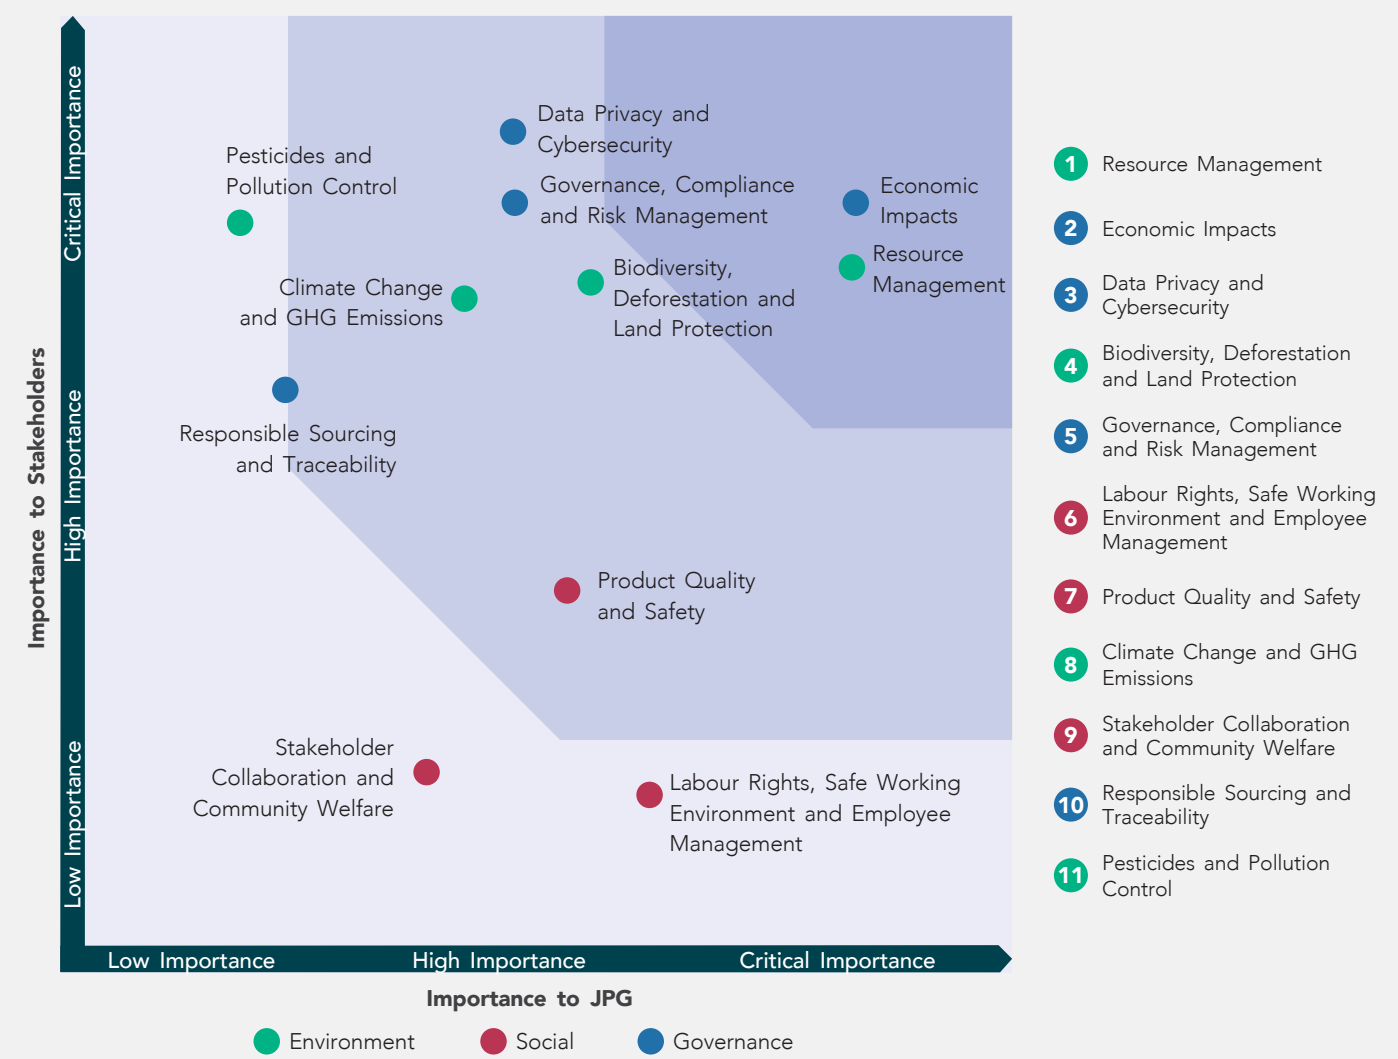 Importance to Stakeholders
Critical Importance
High Importance
Low Importance
Data Privacy and
Cybersecurity
Pesticides and
Pollution Control
Governance, Compliance
and Risk Management
Economic
Impacts
Resource
Management
Biodiversity,
Deforestation and
Land Protection
Climate Change
and GHG Emissions
Responsible Sourcing
and Traceability
Product Quality
and Safety
Stakeholder
Collaboration and
Community Welfare
Labour Rights, Safe Working
Environment and Employee
Management
Low Importance
High Importance
Critical Importance
Importance to JPG
Environment
Social
Governance
1 Resource Management
2 Economic Impacts
3 Data Privacy and
Cybersecurity
4 Biodiversity, Deforestation
and Land Protection
5 Governance, Compliance
and Risk Management
6 Labour Rights, Safe Working
Environment and Employee
Management
7 Product Quality and Safety
8 Climate Change and GHG
Emissions
9 Stakeholder Collaboration
and Community Welfare
10 Responsible Sourcing and
Traceability
11 Pesticides and Pollution
Control